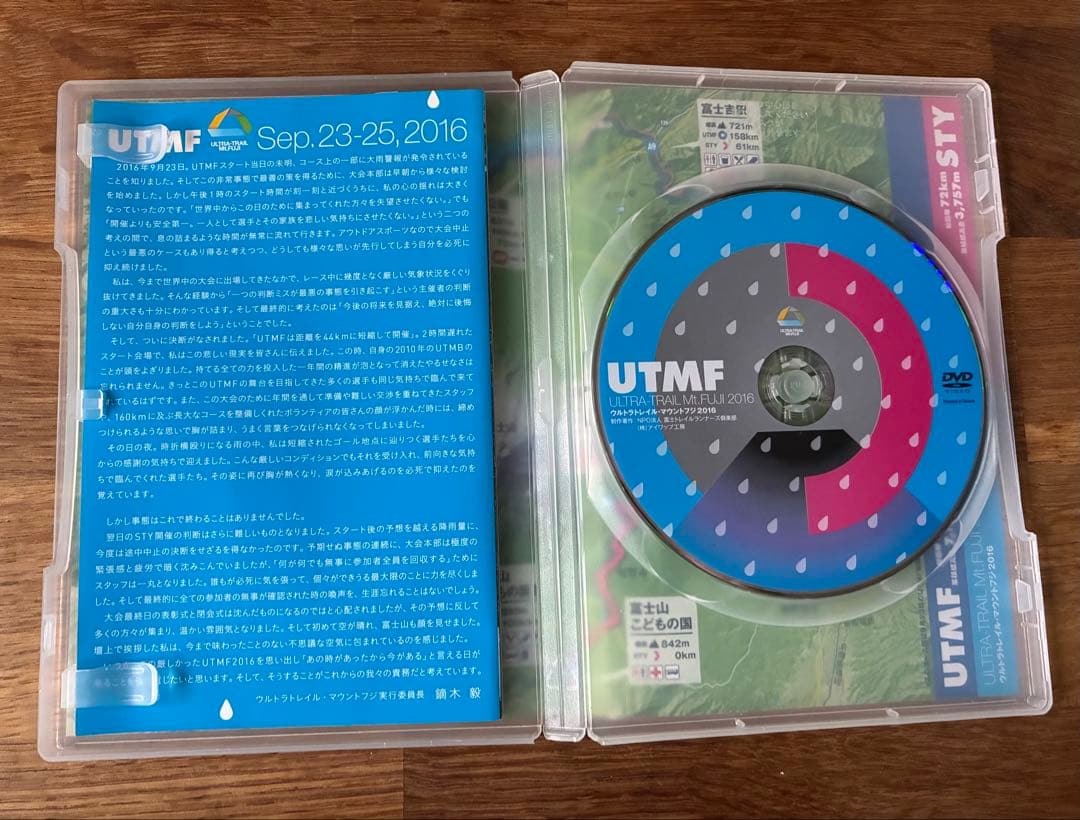 UTMF
ULTRA-TRAIL
Mt.FUJI
Sep. 23-25, 2016
2016年9月23日。UTMFスタート当日の未明、コース上の一部に大雨警報が発令されている
ことを知りました。そしてこの非常事態で最善の策を得るために、大会本部は早朝から様々な検討
を始めました。しかし午後1時のスタート時間が前一刻と近づくうちに、私の心の揺れは大きく
なっていったのです。「世界中からこの日のために集まってくれた方々を失望させたくない。」でも
「開催よりも安全第一。一人として選手とその家族を悲しい気持ちにさせたくない。」という二つの
考えの間で、息の詰まるような時間が無常に流れて行きます。アウトドアスポーツなので大会中止
という最悪のケースもあり得ると考えつつ、どうしても様々な思いが先行してしまう自分を必死に
抑え続けました。
私は、今まで世界中の大会に出場してきたなかで、レース中に幾度となく厳しい気象状況をくぐり
抜けてきました。そんな経験から「一つの判断ミスが最悪の事態を引き起こす」という主催者の判断
の重大さも十分にわかっています。そして最終的に考えたのは「今後の将来を見据え、絶対に後悔
しない自分自身の判断をしよう」ということでした。
そして、ついに決断がなされました。「UTMFは距離を44kmに短縮して開催」。2時間遅れた
スタート会場で、私はこの悲しい現実を皆さんに伝えました。この時、自身の2010年のUTMBの
ことが頭をよぎりました。持てる全ての力を投入した一年間の精進が泡となって消えたやるせなさは
忘れられません。きっとこのUTMFの舞台を目指してきた多くの選手も同じ気持ちで臨んで来て
れているはずです。また、この大会のために年間を通して準備や難しい交渉を重ねてきたスタッフ
、160kmに及ぶ長大なコースを整備しくれたボランティアの皆さんの顔が浮かんだ時には、締め
つけられるような思いで胸が詰まり、うまく言葉をつなげられなくなってしまいました。
その日の夜。時折横殴りになる雨の中、私は短縮されたゴール地点に辿りつく選手たちを心
からの感謝の気持ちで迎えました。こんな厳しいコンディションでもそれを受け入れ、前向きな気持
ちで臨んでくれた選手たち。その姿に再び胸が熱くなり、涙が込みあげるのを必死で抑えたのを
覚えています。
しかし事態はこれで終わることはありませんでした。
翌日のSTY開催の判断はさらに難しいものとなりました。スタート後の予想を越える降雨量に、
今度は途中中止の決断をせざるを得なかったのです。予期せぬ事態の連続に、大会本部は極度の
緊張感と疲労で暗く沈みこんでいましたが、「何が何でも無事に参加者全員を回収する」ために
スタッフは一丸となりました。誰もが必死に気を張って、個々ができうる最大限のことに力を尽くしま
した。そして最終的に全ての参加者の無事が確認された時の喚声を、生涯忘れることはないでしょう。
大会最終日の表彰式と閉会式は沈んだものになるのではと心配されましたが、その予想に反して
多くの方々が集まり、温かい雰囲気となりました。そして初めて空が晴れ、富士山も顔を見せました。
壇上で挨拶した私は、今まで味わったことのない不思議な空気に包まれているのを感じました。
の厳しかったUTMF2016を思い出し「あの時があったから今がある」と言える日が
じたいと思います。そして、そうすることがこれからの我々の責務だと考えています。
ウルトラトレイル・マウントフジ 実行委員長 鏑木 毅
富士吉田
標高 721m
UTMF 158km
STY 61km
STY
距離 72km
3,757m
ULTRA-TRAIL
Mt.FUJI
UTMF
ULTRA-TRAIL Mt.FUJI 2016
ウルトラトレイル・マウントフジ 2016
制作著作：NPO法人 富士トレイルランナーズ倶楽部
(株)アイワップ工房
DVD
VIDEO
富士山
こどもの国
標高 842m
STY 0km
UTMF
ULTRA-TRAIL Mt.FUJI
ウルトラトレイル・マウントフジ 2016